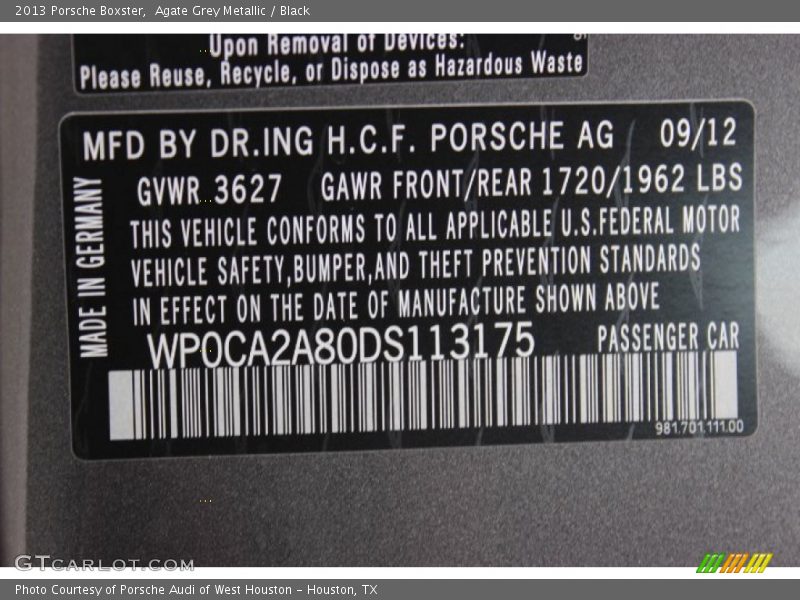 2013 Porsche Boxster,  Agate Grey Metallic / Black
Upon Removal of Devices:
Please Reuse, Recycle, or Dispose as Hazardous Waste
MFD BY DR.ING H.C.F. PORSCHE AG 09/12
GVWR 3627 GAWR FRONT/REAR 1720/1962 LBS
THIS VEHICLE CONFORMS TO ALL APPLICABLE U.S.FEDERAL MOTOR
VEHICLE SAFETY,BUMPER,AND THEFT PREVENTION STANDARDS
IN EFFECT ON THE DATE OF MANUFACTURE SHOWN ABOVE
MADE IN GERMANY
WP0CA2A80DS113175 PASSENGER CAR
981.701.111.00
GTCARLOT.COM
Photo Courtesy of Porsche Audi of West Houston - Houston, TX